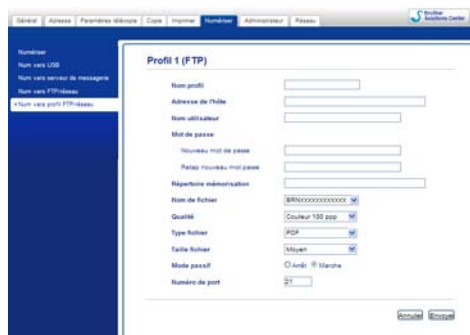 Général Adresse Paramètres télécopie Copie Imprimer Numériser Administrateur Réseau
Brother Solutions Center
Numériser
Num vers USB
Num vers serveur de messagerie
Num vers FTP/réseau
Num vers profil FTP/réseau
Profil 1 (FTP)
Nom profil
Adresse de l'hôte
Nom utilisateur
Mot de passe
Nouveau mot de passe
Retap nouveau mot passe
Répertoire mémorisation
Nom de fichier BRNXXXXXXXXXXXX
Qualité Couleur 100 ppp
Type fichier PDF
Taille fichier Moyen
Mode passif Arrêt Marche
Numéro de port 21
Annuler Envoyer